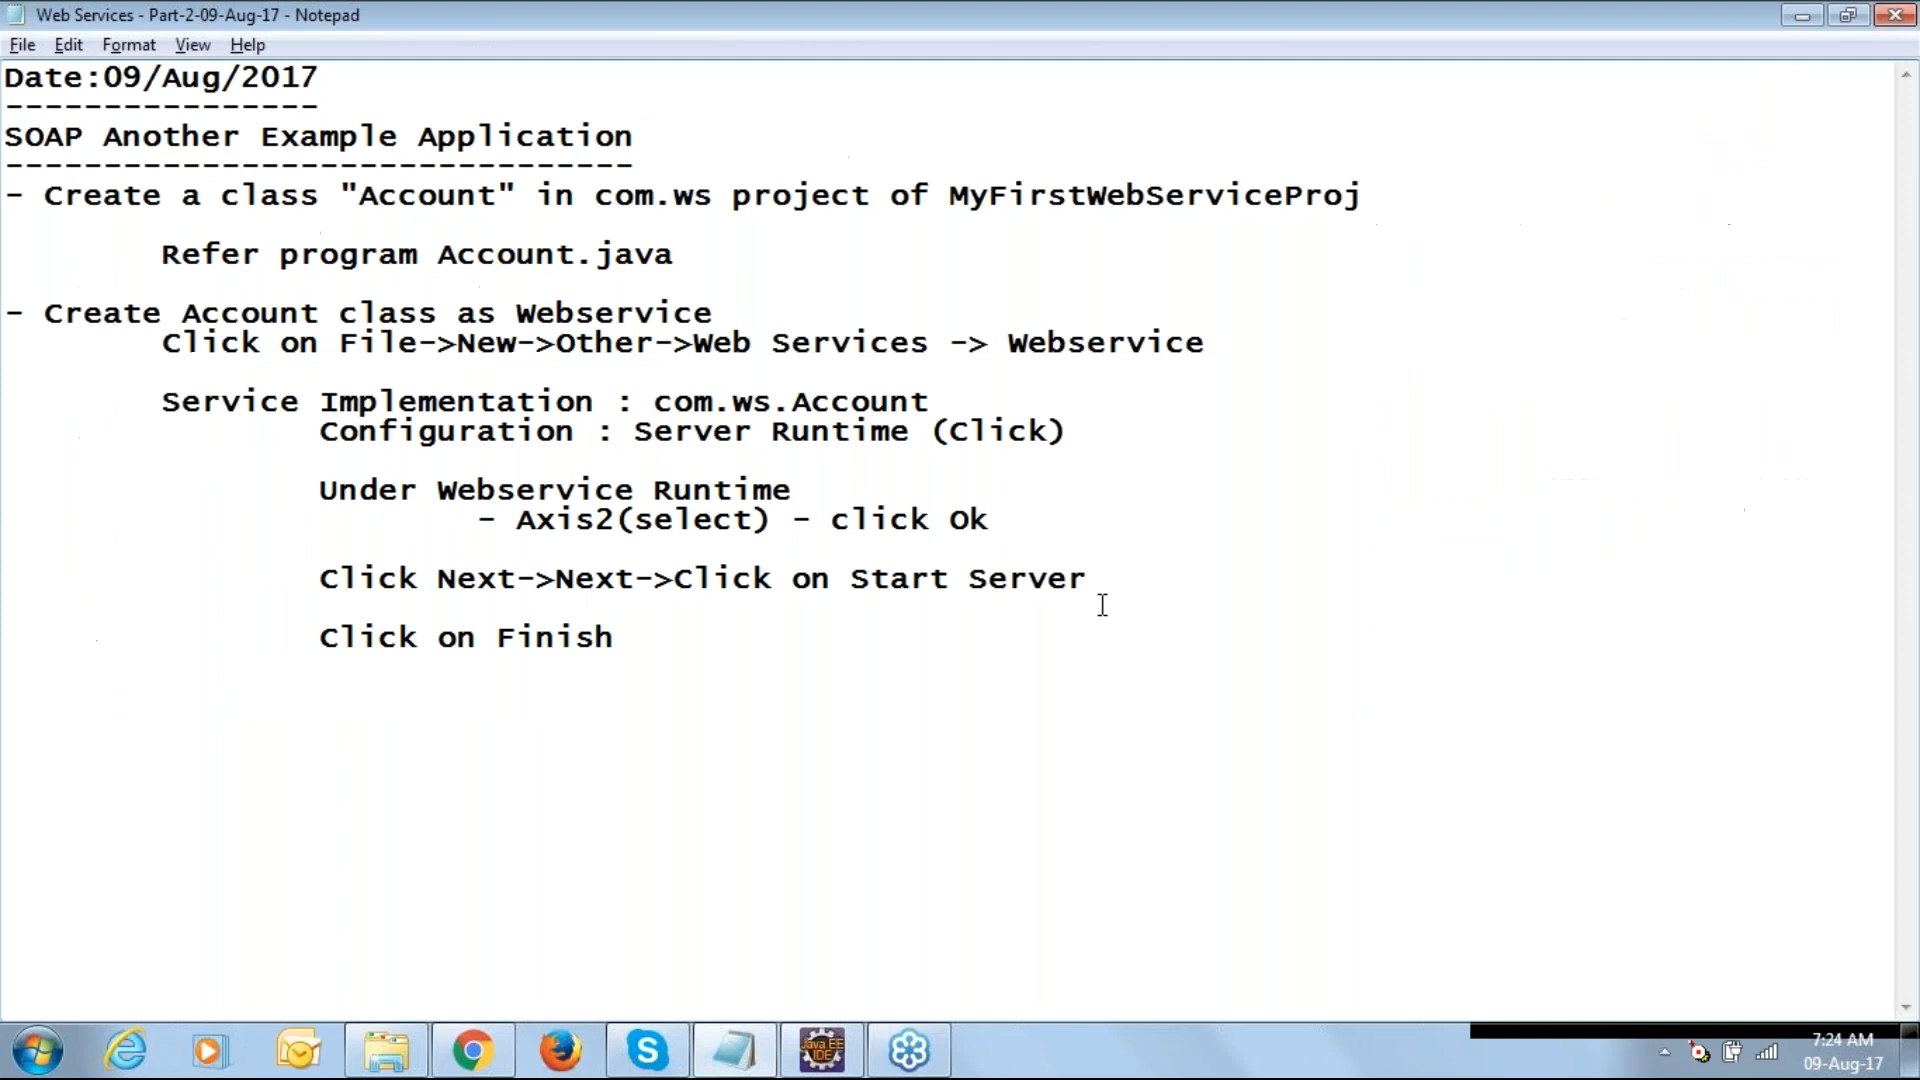 Web Services - Part-2-09-Aug-17 - Notepad
File Edit Format View Help
Date:09/Aug/2017
----------------
SOAP Another Example Application
--------------------------------
- Create a class "Account" in com.ws project of MyFirstWebServiceProj
Refer program Account.java
- Create Account class as Webservice
Click on File->New->Other->Web Services -> Webservice
Service Implementation : com.ws.Account
Configuration : Server Runtime (Click)
Under Webservice Runtime
- Axis2(select) - click Ok
Click Next->Next->Click on Start Server
Click on Finish
Java EE
IDE
7:24 AM
09-Aug-17